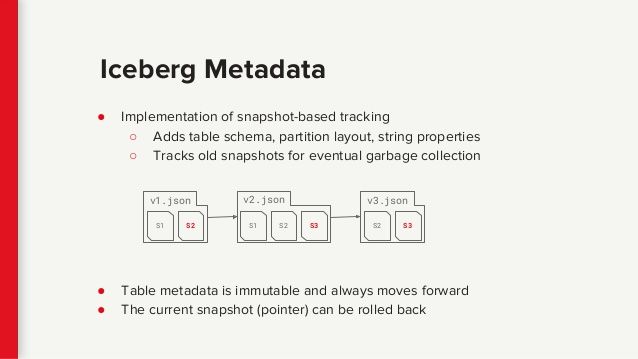 Iceberg Metadata
● Implementation of snapshot-based tracking
○ Adds table schema, partition layout, string properties
○ Tracks old snapshots for eventual garbage collection
v1.json v2.json v3.json
S1 S2 S1 S2 S3 S2 S3
● Table metadata is immutable and always moves forward
● The current snapshot (pointer) can be rolled back